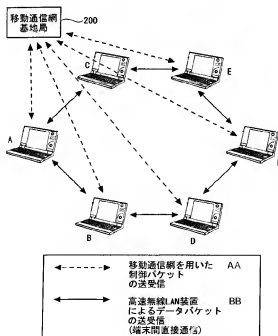 移動通信網
基地局
200
C
E
A
B
D
移動通信網を用いた AA
制御パケット
の送受信
高速無線LAN装置 BB
によるデータパケット
の送受信
(端末間直接通信)